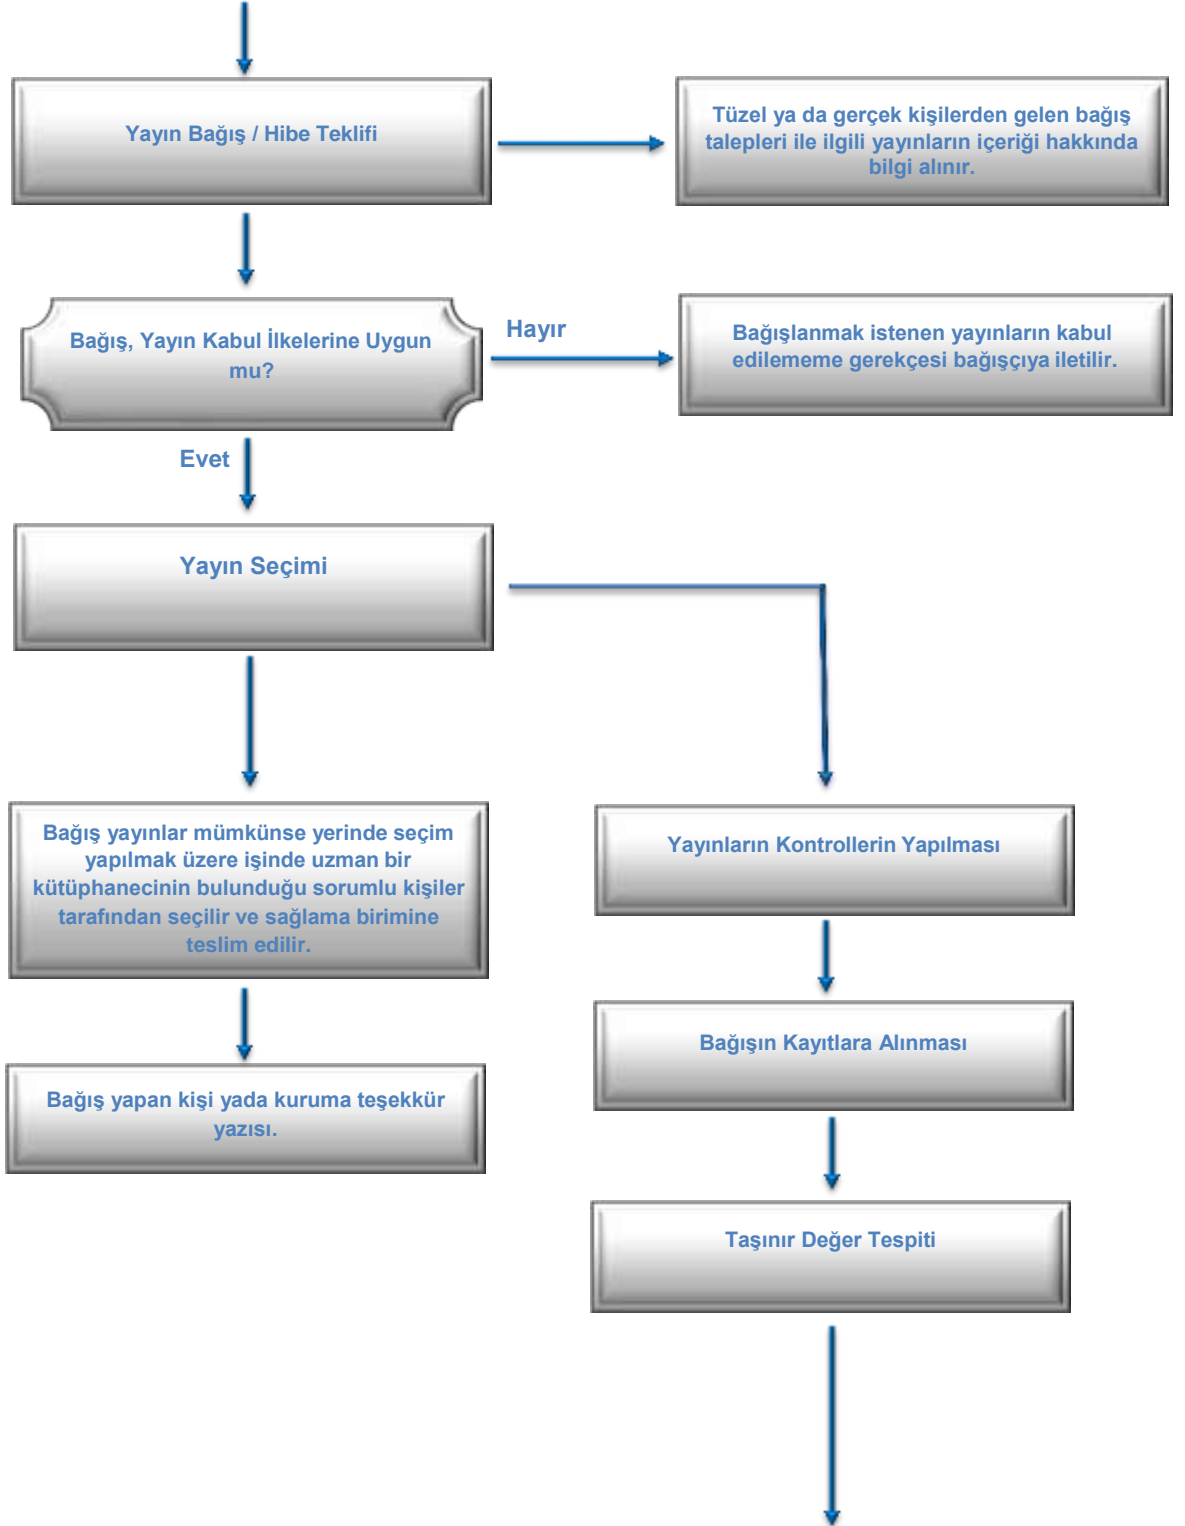 Yayın Bağış / Hibe Teklifi
Tüzel ya da gerçek kişilerden gelen bağış
talepleri ile ilgili yayınların içeriği hakkında
bilgi alınır.
Bağış, Yayın Kabul İlkelerine Uygun
mu?
Hayır
Bağışlanmak istenen yayınların kabul
edilememe gerekçesi bağışçıya iletilir.
Evet
Yayın Seçimi
Bağış yayınlar mümkünse yerinde seçim
yapılmak üzere işinde uzman bir
kütüphanecinin bulunduğu sorumlu kişiler
tarafından seçilir ve sağlama birimine
teslim edilir.
Yayınların Kontrollerin Yapılması
Bağışın Kayıtlara Alınması
Bağış yapan kişi yada kuruma teşekkür
yazısı.
Taşınır Değer Tespiti